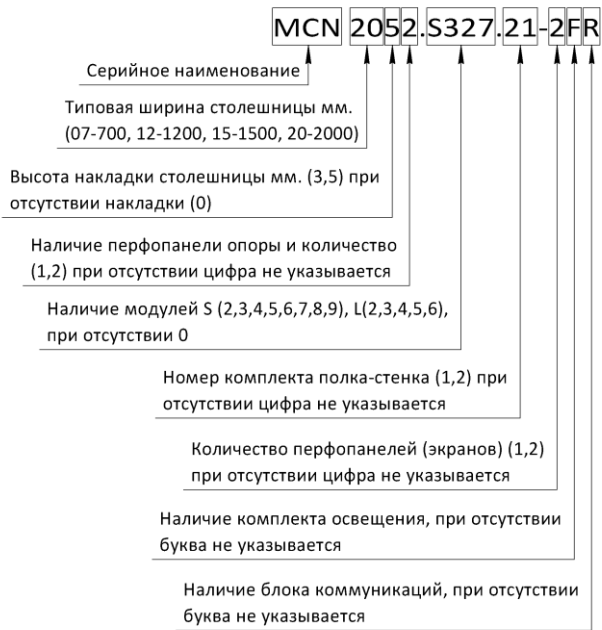 MCN 2052.S327.21-2FR
Серийное наименование
Типовая ширина столешницы мм.
(07-700, 12-1200, 15-1500, 20-2000)
Высота накладки столешницы мм. (3,5) при
отсутствии накладки (0)
Наличие перфопанели опоры и количество
(1,2) при отсутствии цифра не указывается
Наличие модулей S (2,3,4,5,6,7,8,9), L(2,3,4,5,6),
при отсутствии 0
Номер комплекта полка-стенка (1,2) при
отсутствии цифра не указывается
Количество перфопанелей (экранов) (1,2)
при отсутствии цифра не указывается
Наличие комплекта освещения, при отсутствии
буква не указывается
Наличие блока коммуникаций, при отсутствии
буква не указывается